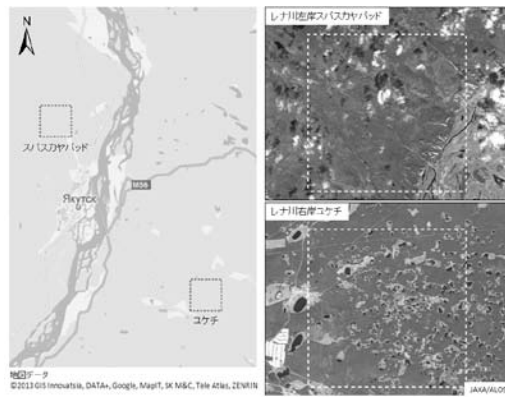 N
スパスカヤパッド
Якутск
M56
ユケチ
地図データ
©2013 GIS Innovatsia, DATA+, Google, MapIT, SK M&C, Tele Atlas, ZENRIN
レナ川左岸スパスカヤパッド
レナ川右岸ユケチ
JAXA/ALOS